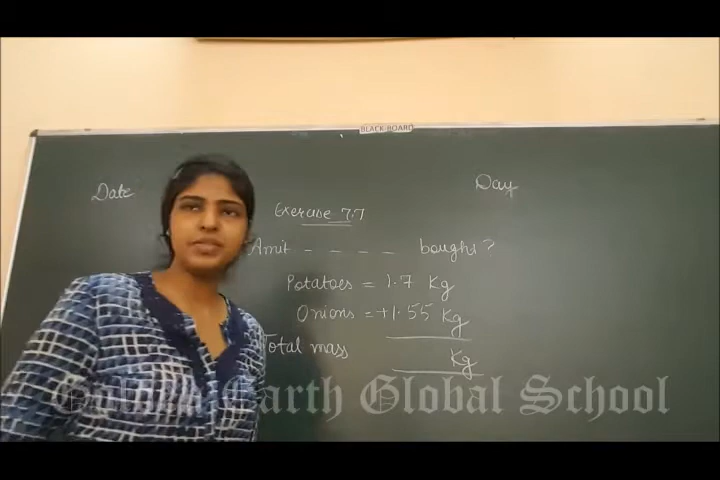 BLACK BOARD
Date Day
Exercise 7.7
Amit - - - - bought?
Potatoes = 1.7 Kg
Onions = +1.55 Kg
Total mass Kg
Golden Earth Global School